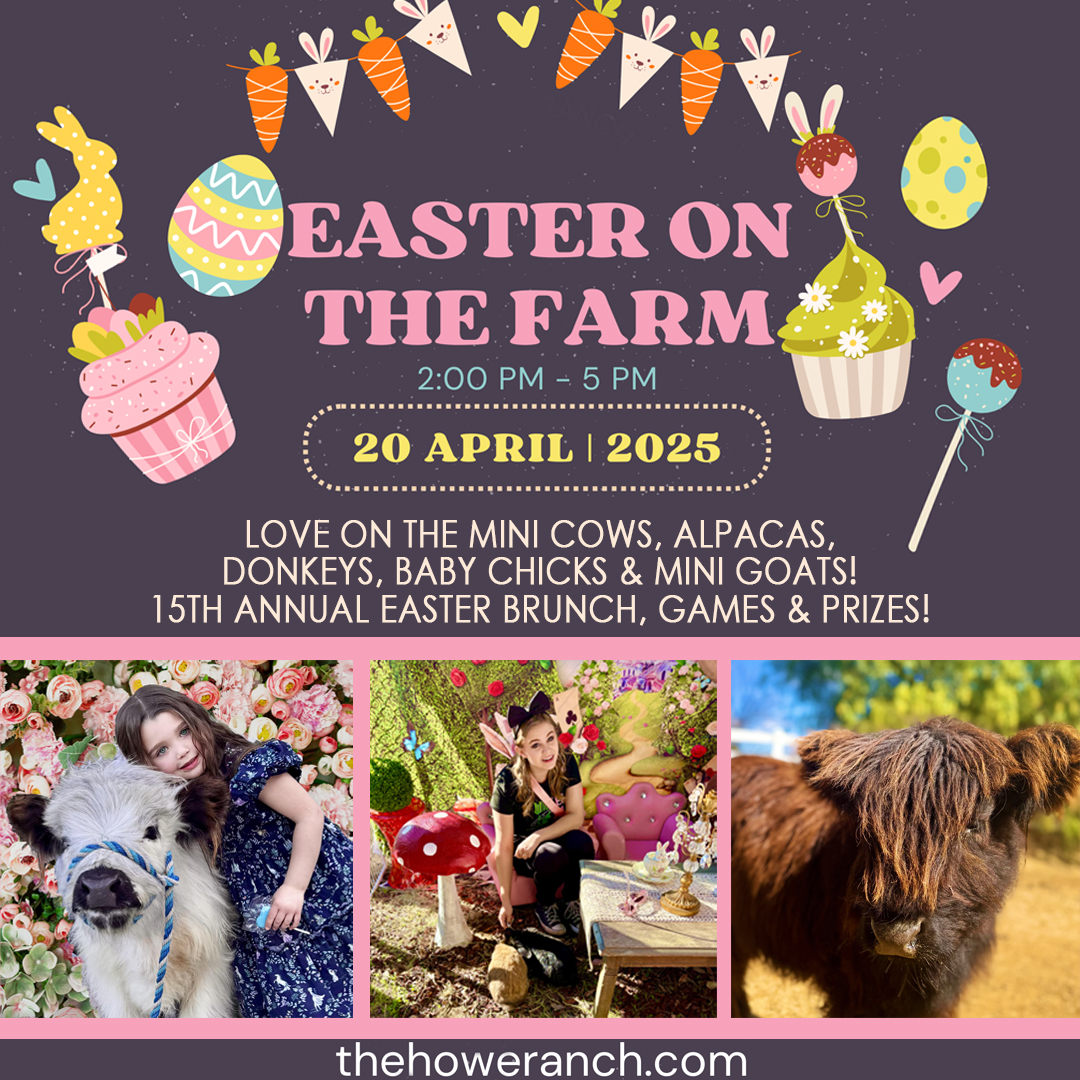 EASTER ON
THE FARM
2:00 PM - 5 PM
20 APRIL | 2025
LOVE ON THE MINI COWS, ALPACAS,
DONKEYS, BABY CHICKS & MINI GOATS!
15TH ANNUAL EASTER BRUNCH, GAMES & PRIZES!
thehoweranch.com